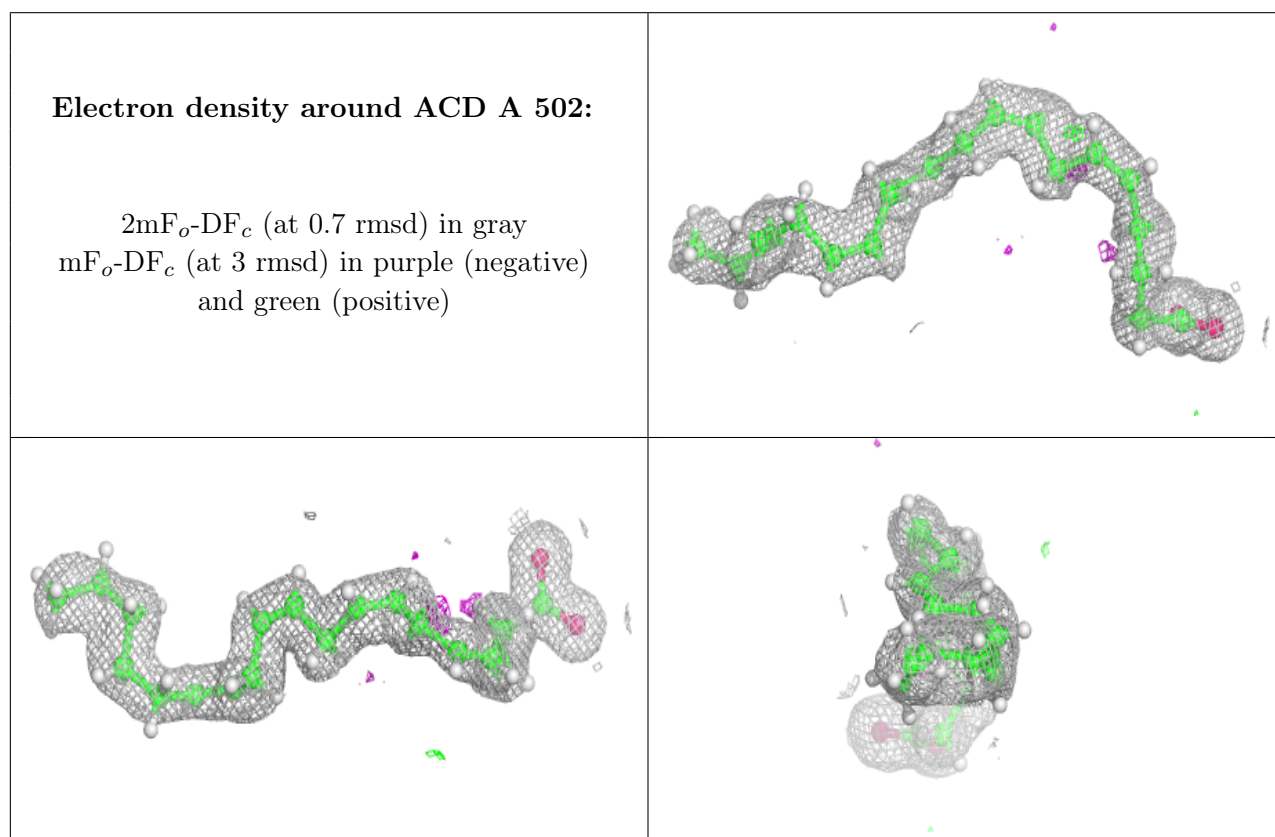 Electron density around ACD A 502:
2mFo-DFc (at 0.7 rmsd) in gray
mFo-DFc (at 3 rmsd) in purple (negative)
and green (positive)